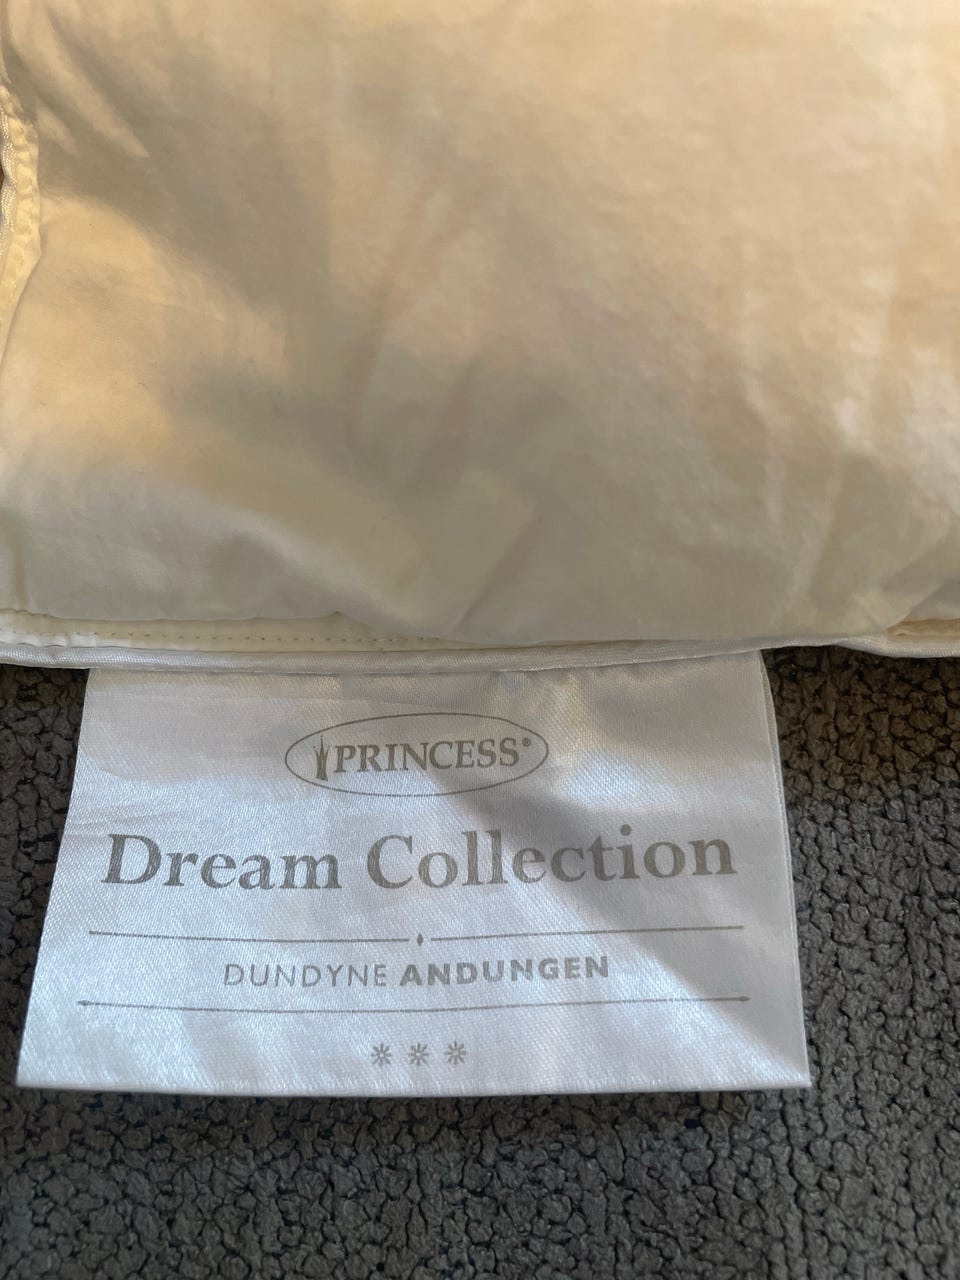 PRINCESS®
Dream Collection
DUNDYNE ANDUNGEN